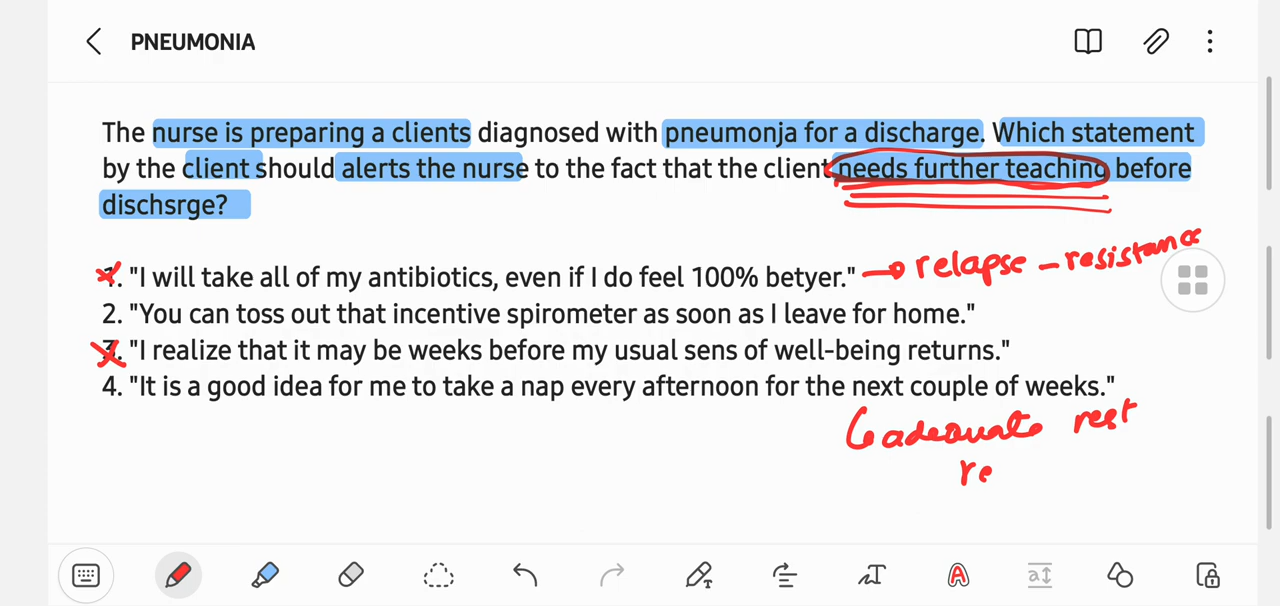 PNEUMONIA
The nurse is preparing a clients diagnosed with pneumonja for a discharge. Which statement
by the client should alerts the nurse to the fact that the client needs further teaching before
dischsrge?
1. "I will take all of my antibiotics, even if I do feel 100% betyer." → relapse - resistance
2. "You can toss out that incentive spirometer as soon as I leave for home."
3. "I realize that it may be weeks before my usual sens of well-being returns."
4. "It is a good idea for me to take a nap every afternoon for the next couple of weeks."
adequate rest
re